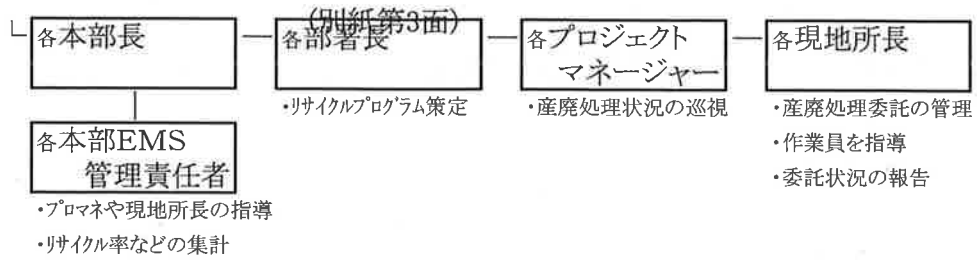 (別紙第3面)
各本部長
各部署長
各プロジェクト
マネージャー
各現地所長
・リサイクルプログラム策定
・産廃処理状況の巡視
・産廃処理委託の管理
・作業員を指導
・委託状況の報告
各本部EMS
管理責任者
・プロマネや現地所長の指導
・リサイクル率などの集計